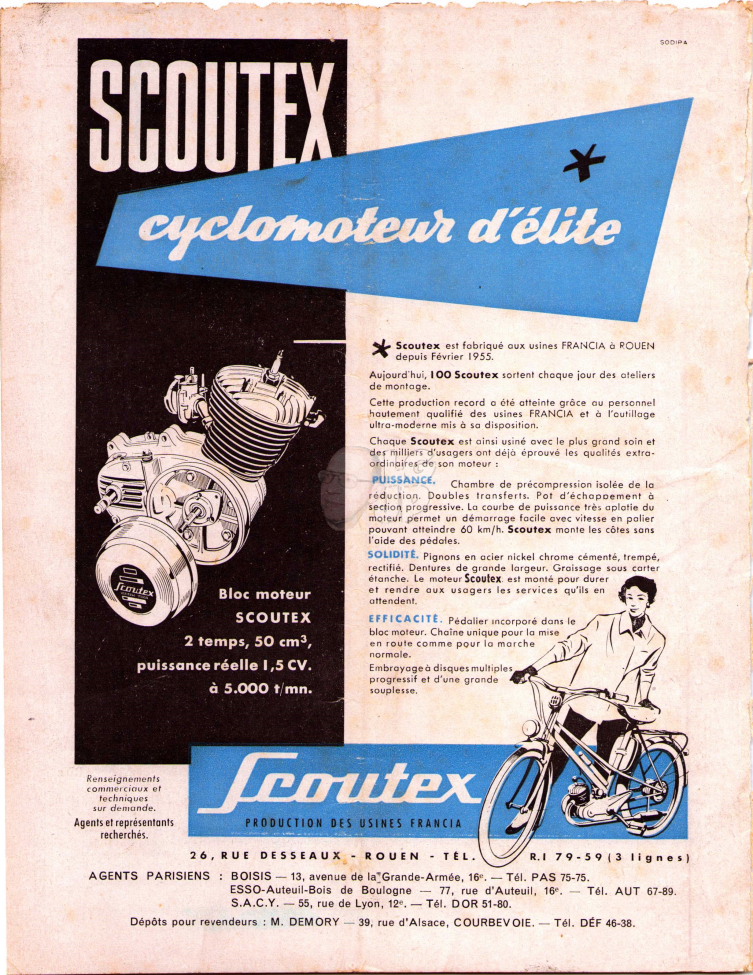 SODIPA
SCOUTEX
cyclomoteur d'élite
* Scoutex est fabriqué aux usines FRANCIA à ROUEN
depuis Février 1955.
Aujourd'hui, 100 Scoutex sortent chaque jour des ateliers
de montage.
Cette production record a été atteinte grâce au personnel
hautement qualifié des usines FRANCIA et à l'outillage
ultra-moderne mis à sa disposition.
Chaque Scoutex est ainsi usiné avec le plus grand soin et
des milliers d'usagers ont déjà éprouvé les qualités extra-
ordinaires de son moteur :
PUISSANCE. Chambre de précompression isolée de la
réduction. Doubles transferts. Pot d'échappement à
section progressive. La courbe de puissance très aplatie du
moteur permet un démarrage facile avec vitesse en palier
pouvant atteindre 60 km/h. Scoutex monte les côtes sans
l'aide des pédales.
SOLIDITÉ. Pignons en acier nickel chrome cémenté, trempé,
rectifié. Dentures de grande largeur. Graissage sous carter
étanche. Le moteur Scoutex est monté pour durer
et rendre aux usagers les services qu'ils en
attendent.
EFFICACITÉ. Pédalier incorporé dans le
bloc moteur. Chaîne unique pour la mise
en route comme pour la marche
normale.
Embrayage à disques multiples
progressif et d'une grande
souplesse.
Scoutex
Bloc moteur
SCOUTEX
2 temps, 50 cm³,
puissance réelle 1,5 CV.
à 5.000 t/mn.
Renseignements
commerciaux et
techniques
sur demande.
Agents et représentants
recherchés.
Scoutex
PRODUCTION DES USINES FRANCIA
26, RUE DESSEAUX - ROUEN - TÉL. R.I 79-59 (3 lignes)
AGENTS PARISIENS : BOISIS — 13, avenue de la Grande-Armée, 16e. — Tél. PAS 75-75.
ESSO-Auteuil-Bois de Boulogne — 77, rue d'Auteuil, 16e. — Tél. AUT 67-89.
S.A.C.Y. — 55, rue de Lyon, 12e. — Tél. DOR 51-80.
Dépôts pour revendeurs : M. DEMORY — 39, rue d'Alsace, COURBEVOIE. — Tél. DÉF 46-38.